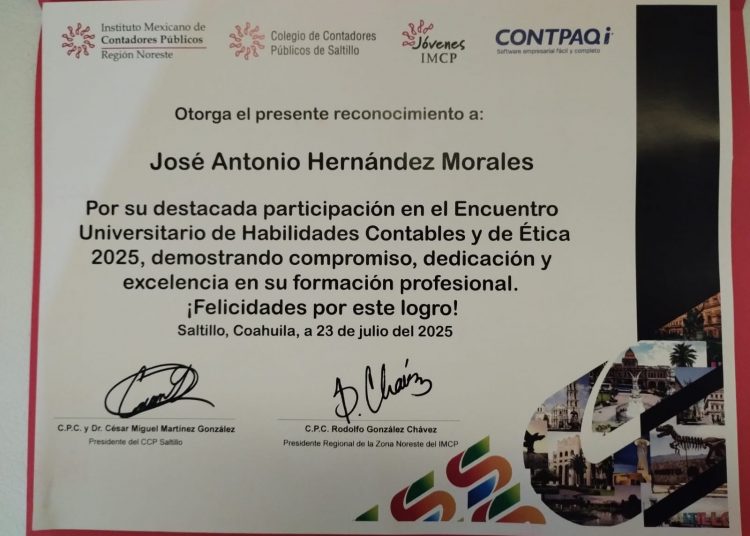 Instituto Mexicano de
Contadores Públicos
Región Noreste
Colegio de Contadores
Públicos de Saltillo
Jóvenes
IMCP
CONTPAQi
Software empresarial fácil y completo
Otorga el presente reconocimiento a:
José Antonio Hernández Morales
Por su destacada participación en el Encuentro
Universitario de Habilidades Contables y de Ética
2025, demostrando compromiso, dedicación y
excelencia en su formación profesional.
¡Felicidades por este logro!
Saltillo, Coahuila, a 23 de julio del 2025
C.P.C. y Dr. César Miguel Martínez González
Presidente del CCP Saltillo
C.P.C. Rodolfo González Chávez
Presidente Regional de la Zona Noreste del IMCP